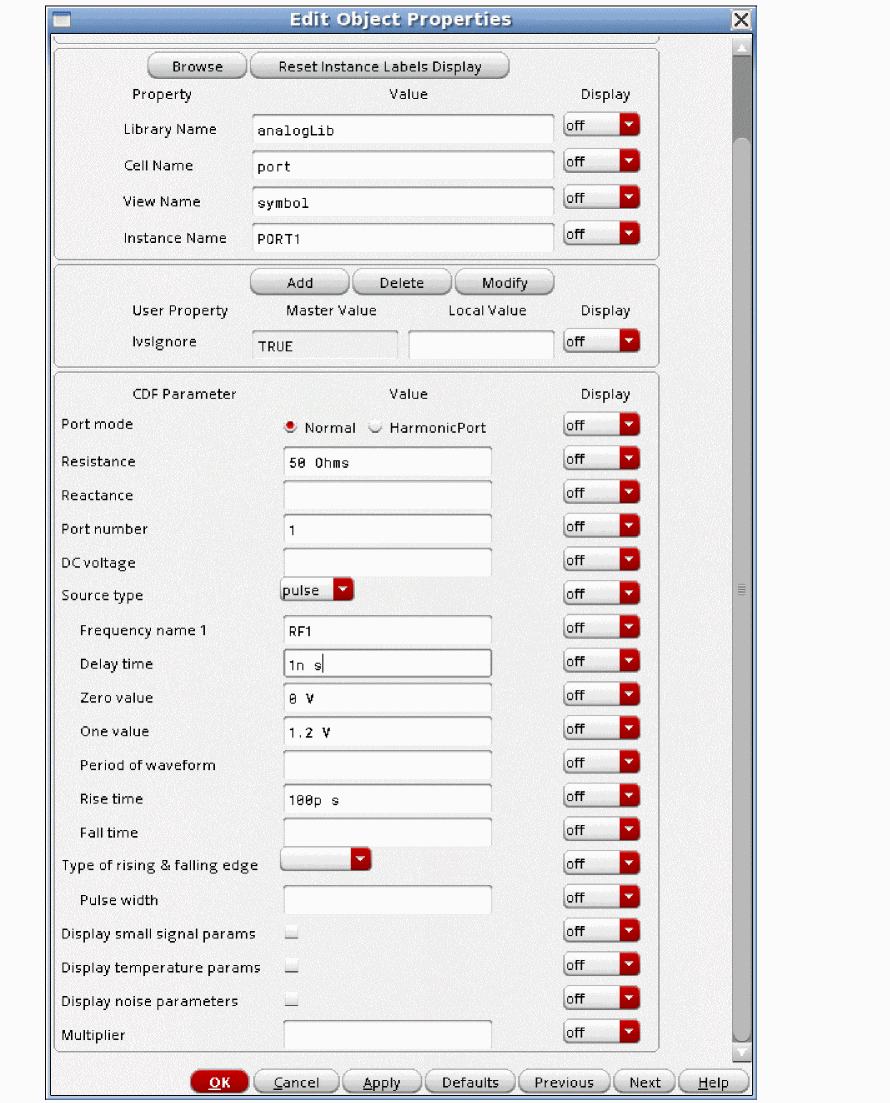 Edit Object Properties
Browse Reset Instance Labels Display
Property Value Display
Library Name analogLib off
Cell Name port off
View Name symbol off
Instance Name PORT1 off
Add Delete Modify
User Property Master Value Local Value Display
lvsIgnore TRUE off
CDF Parameter Value Display
Port mode Normal HarmonicPort off
Resistance 50 Ohms off
Reactance off
Port number 1 off
DC voltage off
Source type pulse off
Frequency name 1 RF1 off
Delay time 1n s off
Zero value 0 V off
One value 1.2 V off
Period of waveform off
Rise time 100p s off
Fall time off
Type of rising & falling edge off
Pulse width off
Display small signal params off
Display temperature params off
Display noise parameters off
Multiplier off
OK Cancel Apply Defaults Previous Next Help